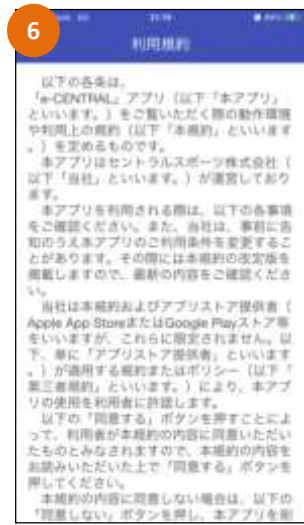 6
利用規約
以下の各条は、
「e-CENTRAL」アプリ（以下「本アプリ」
といいます。）をご覧いただく際の動作環境
や利用上の規約（以下「本規約」といいます
。）を定めるものです。
本アプリはセントラルスポーツ株式会社（
以下「当社」といいます。）が運営しており
ます。
本アプリを利用される際は、以下の各事項
をご確認ください。また、当社は、事前に告
知のうえ本アプリのご利用条件を変更するこ
とがあります。その際には本規約の改定版を
掲載しますので、最新の内容をご確認くださ
い。
当社は本規約およびアプリストア提供者（
Apple App StoreまたはGoogle Playストア等
をいいますが、これらに限定されません。以
下、単に「アプリストア提供者」といいます
。）が適用する規約またはポリシー（以下「
第三者規約」といいます。）により、本アプ
リの使用を利用者に許諾します。
以下の「同意する」ボタンを押すことによ
って、利用者が本規約の内容に同意いただい
たものとみなされますので、本規約の内容を
お読みいただいた上で「同意する」ボタンを
押してください。
本規約の内容に同意しない場合は、以下の
「同意しない」ボタンを押し、本アプリを削